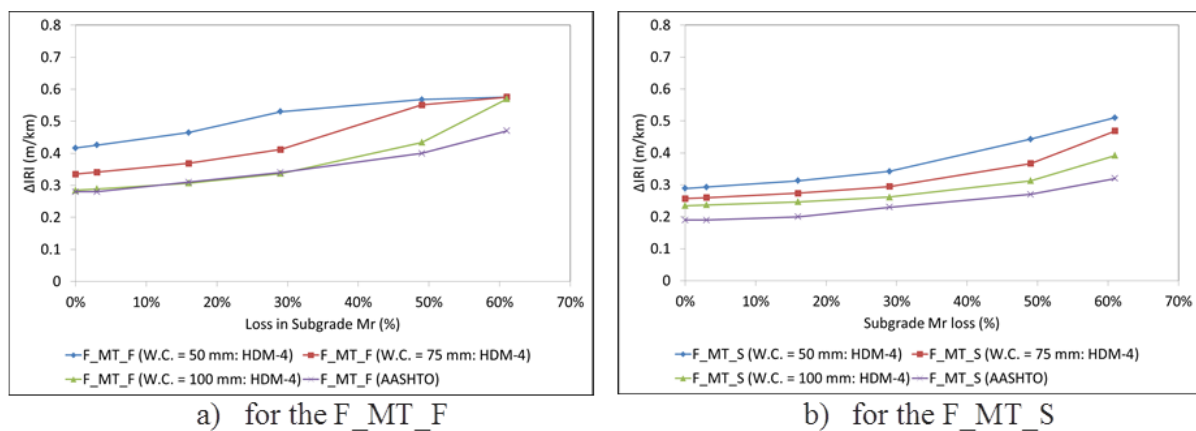 0.8
0.7
0.6
0.5
0.4
0.3
0.2
0.1
0
ΔIRI (m/km)
0% 10% 20% 30% 40% 50% 60% 70%
Loss in Subgrade Mr (%)
F_MT_F (W.C. = 50 mm: HDM-4) F_MT_F (W.C. = 75 mm: HDM-4)
F_MT_F (W.C. = 100 mm: HDM-4) F_MT_F (AASHTO)
a) for the F_MT_F
0.8
0.7
0.6
0.5
0.4
0.3
0.2
0.1
0
ΔIRI (m/km)
0% 10% 20% 30% 40% 50% 60% 70%
Subgrade Mr loss (%)
F_MT_S (W.C. = 50 mm: HDM-4) F_MT_S (W.C. = 75 mm: HDM-4)
F_MT_S (W.C. = 100 mm: HDM-4) F_MT_S (AASHTO)
b) for the F_MT_S